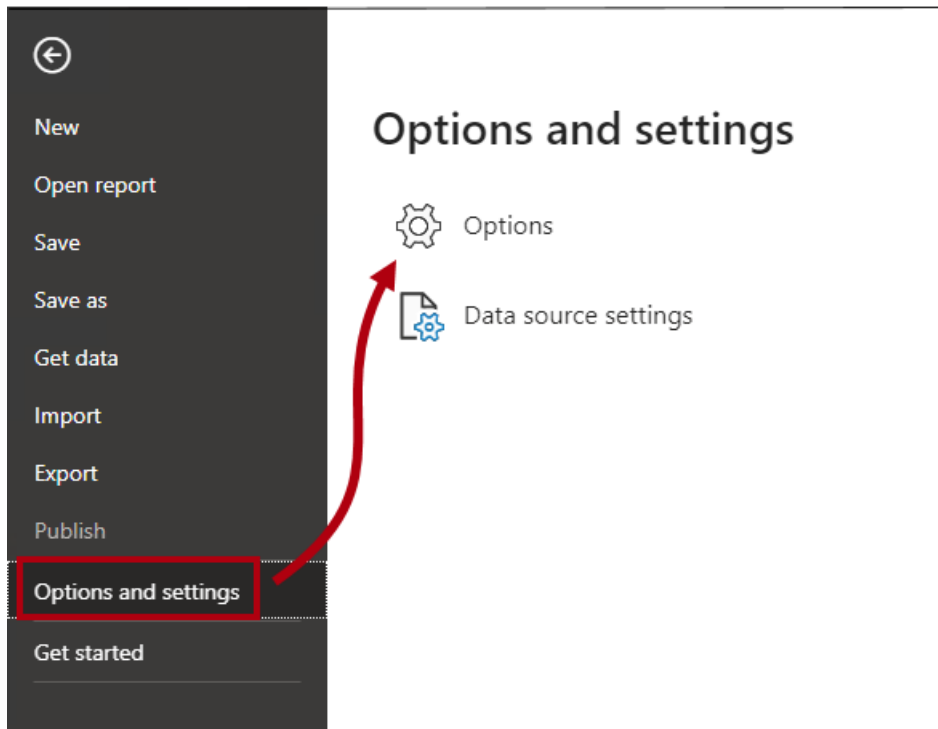 New
Open report
Save
Save as
Get data
Import
Export
Publish
Options and settings
Get started
Options and settings
Options
Data source settings